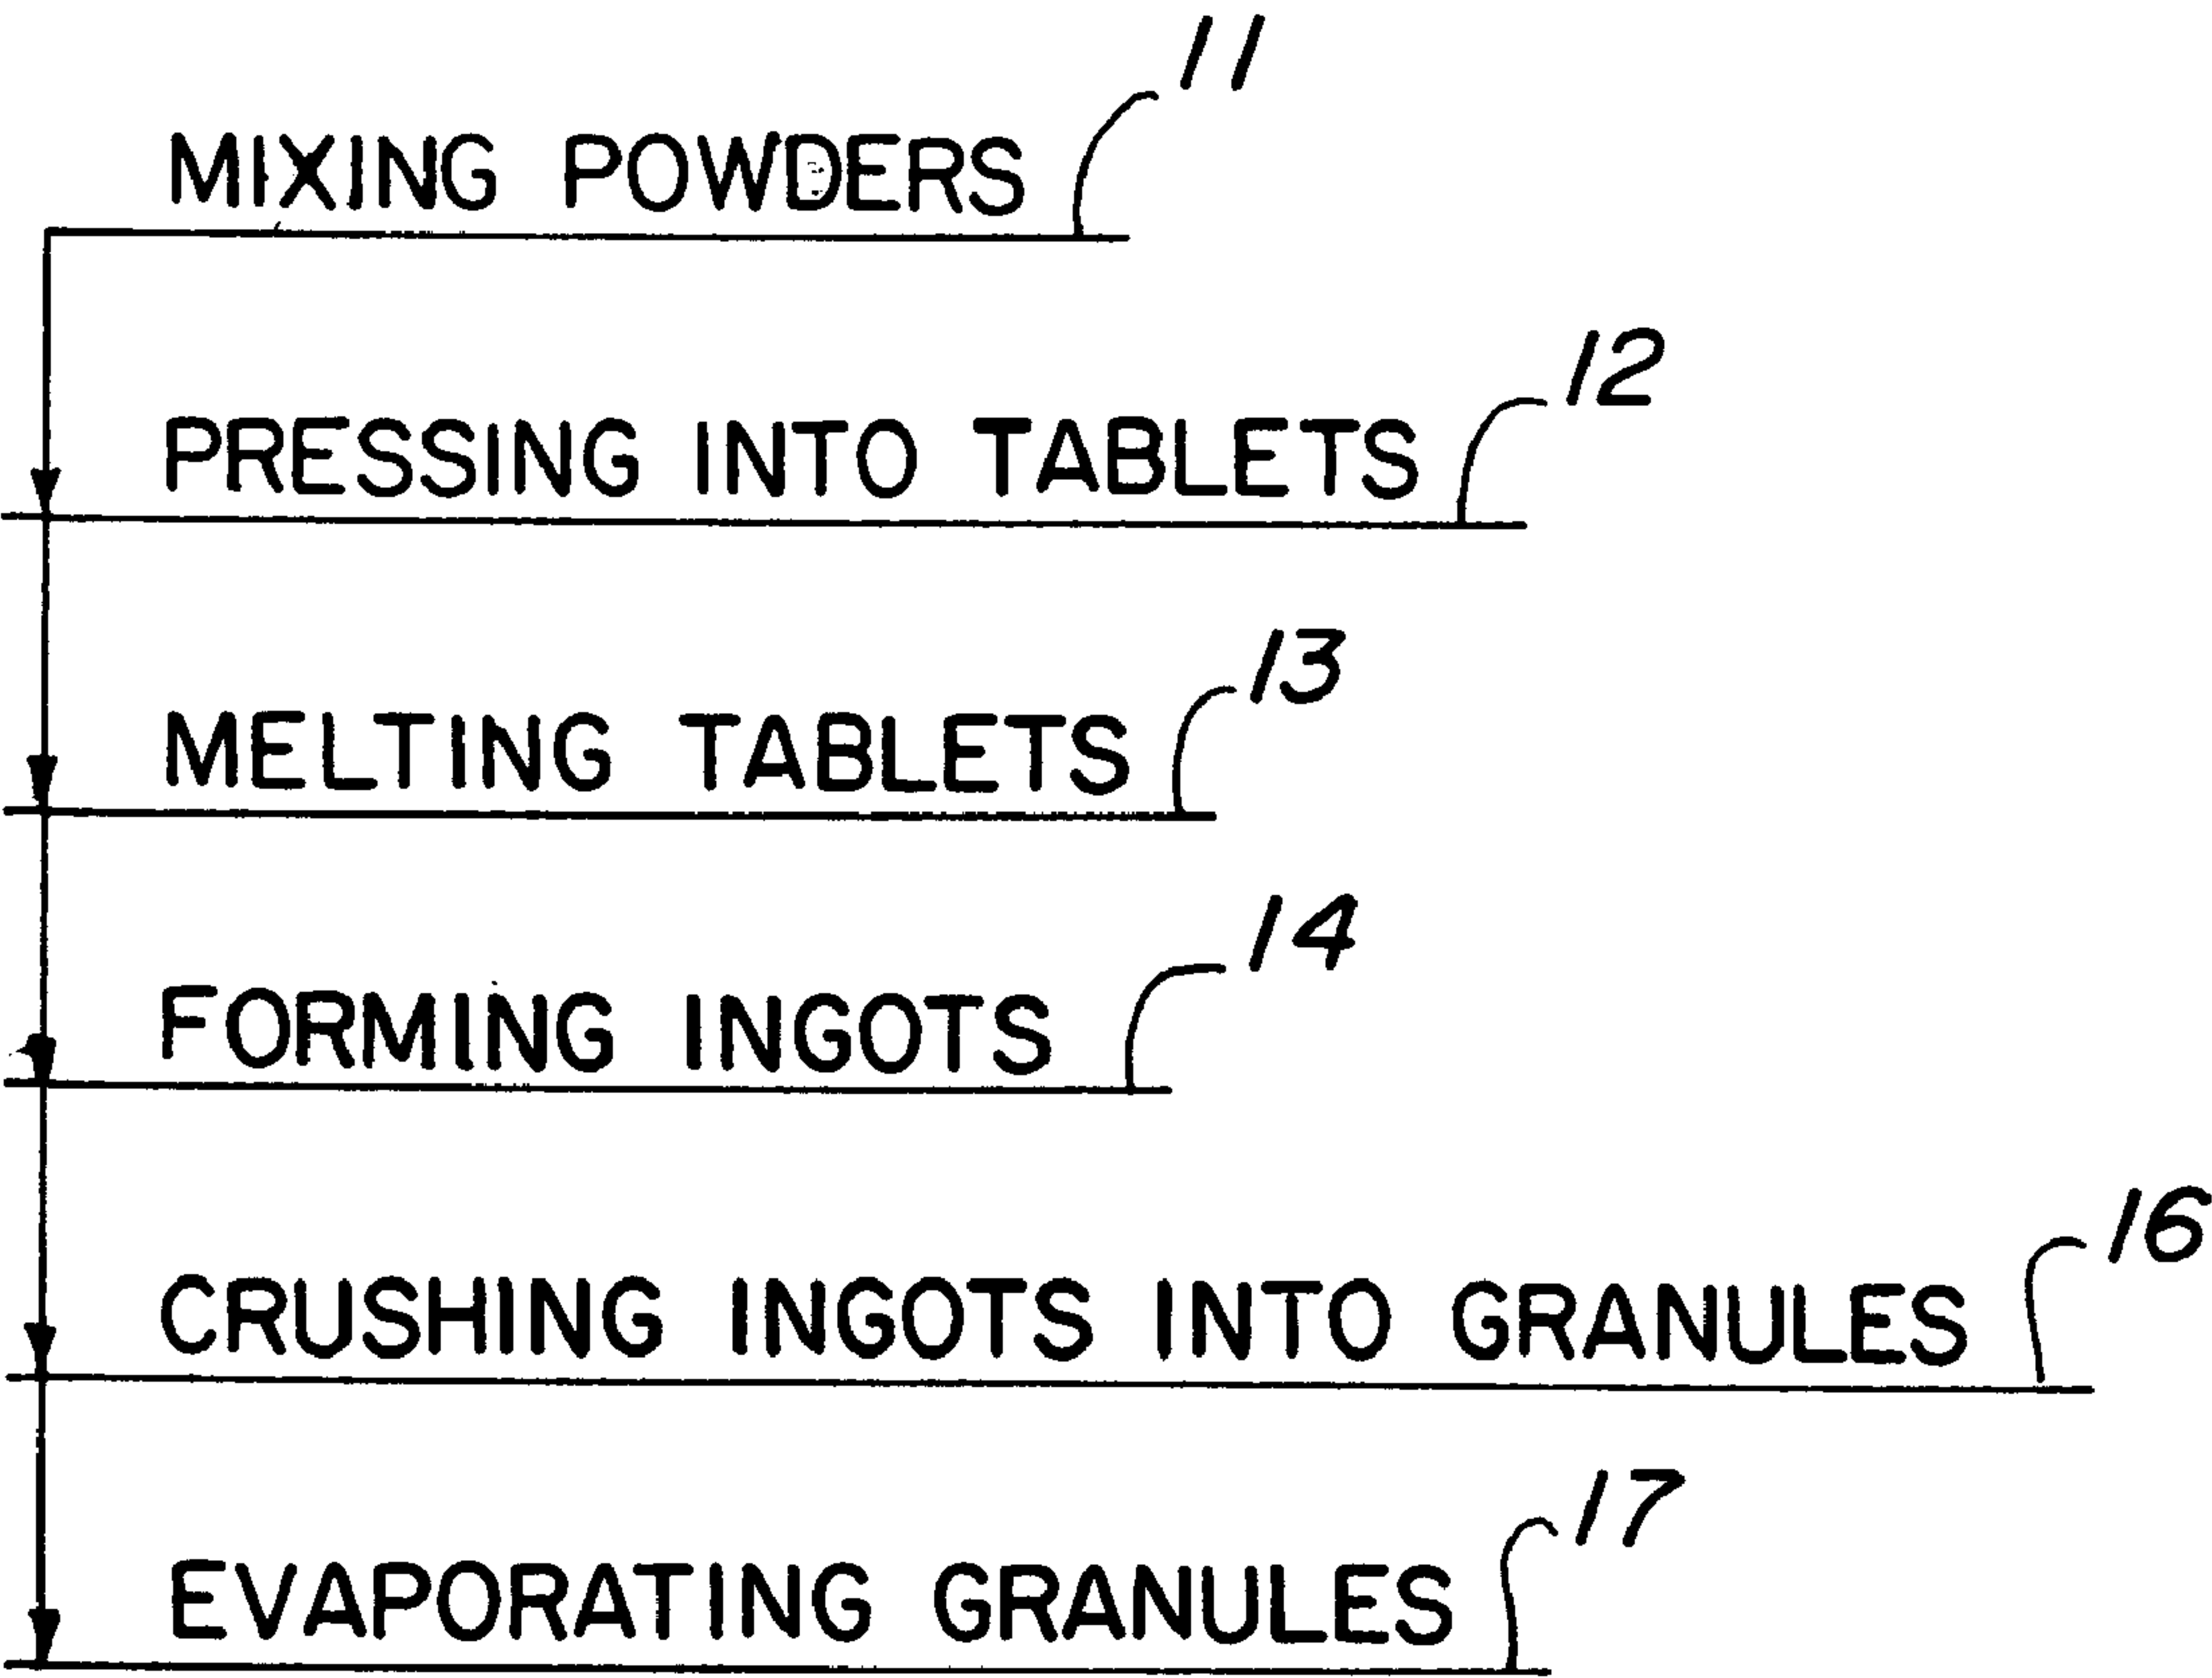 11
MIXING POWDERS
12
PRESSING INTO TABLETS
13
MELTING TABLETS
14
FORMING INGOTS
16
CRUSHING INGOTS INTO GRANULES
17
EVAPORATING GRANULES